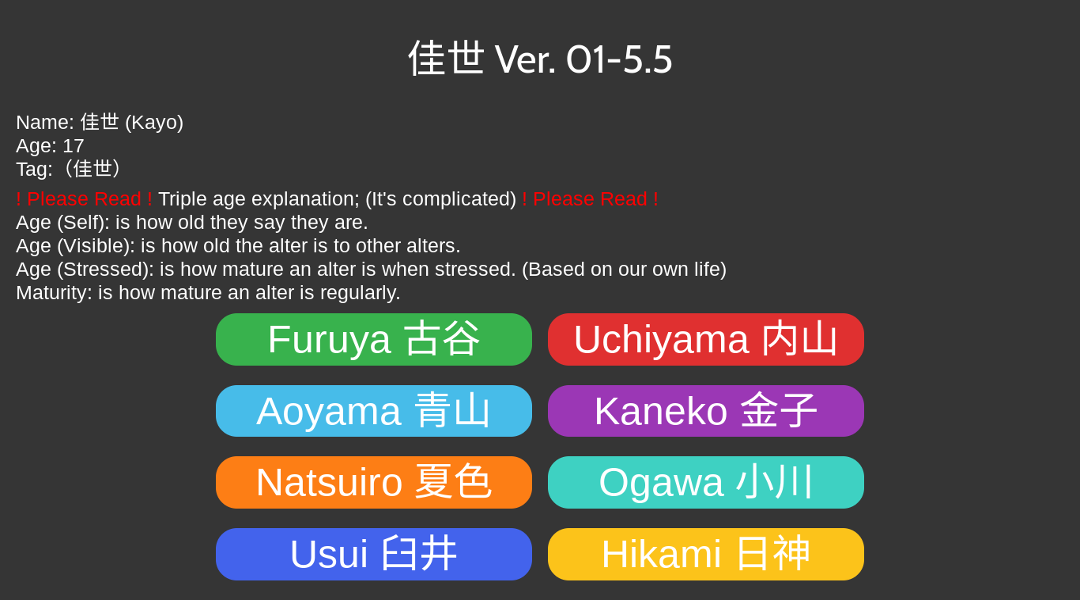 佳世 Ver. 01-5.5
Name: 佳世 (Kayo)
Age: 17
Tag:（佳世）
! Please Read ! Triple age explanation; (It's complicated) ! Please Read !
Age (Self): is how old they say they are.
Age (Visible): is how old the alter is to other alters.
Age (Stressed): is how mature an alter is when stressed. (Based on our own life)
Maturity: is how mature an alter is regularly.
Furuya 古谷
Uchiyama 内山
Aoyama 青山
Kaneko 金子
Natsuiro 夏色
Ogawa 小川
Usui 臼井
Hikami 日神